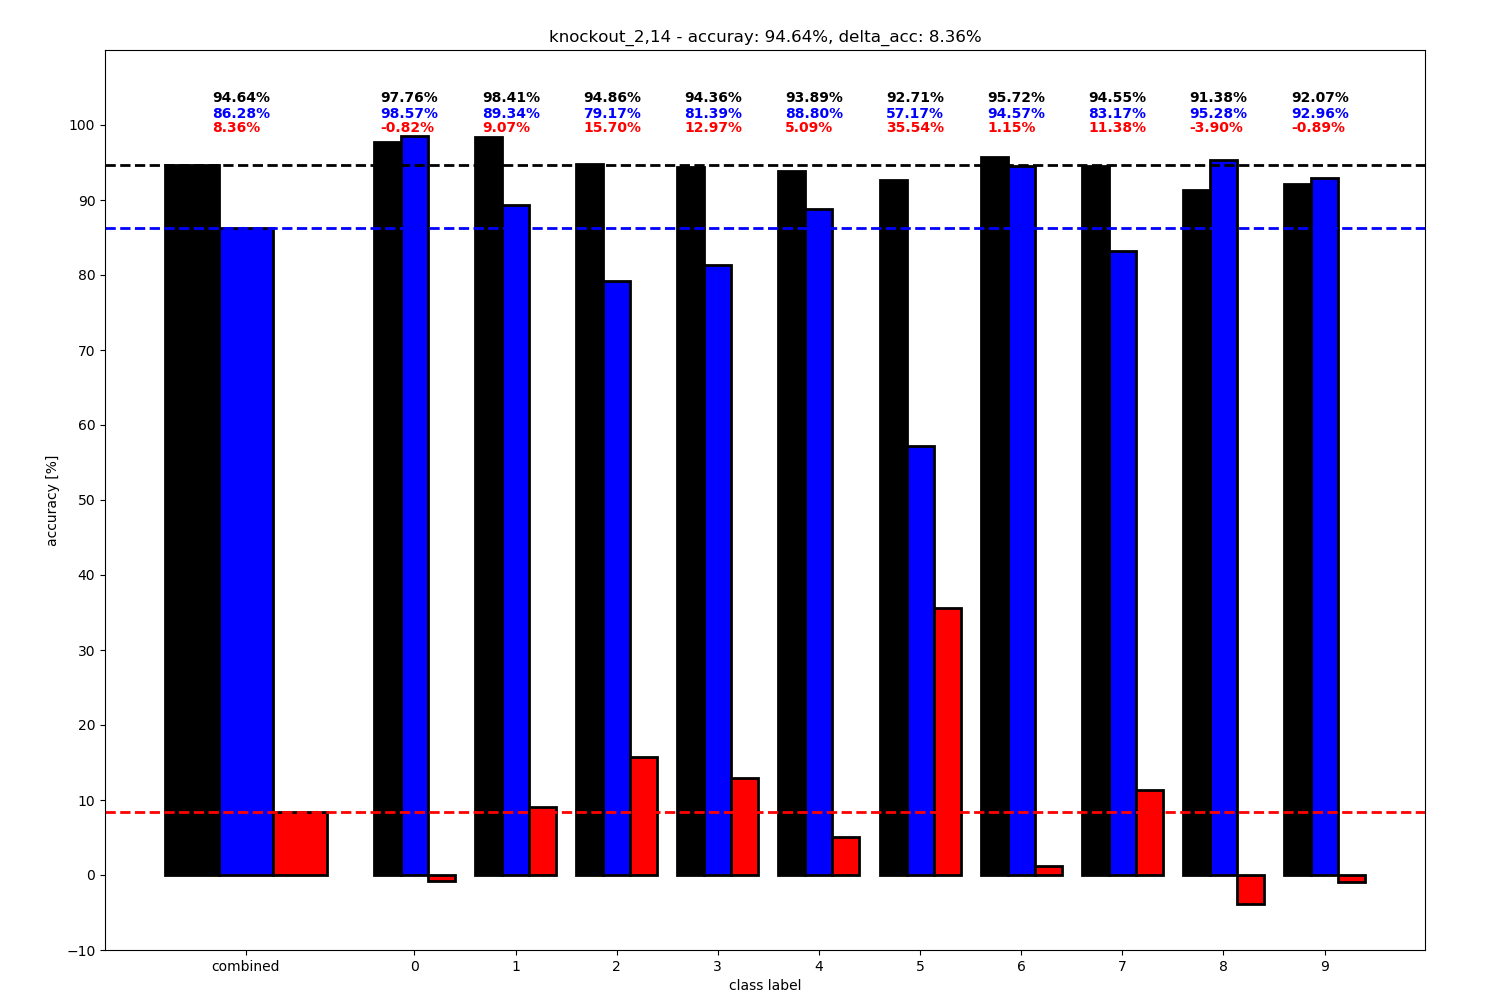 knockout_2,14 - accuray: 94.64%, delta_acc: 8.36%
94.64% 97.76% 98.41% 94.86% 94.36% 93.89% 92.71% 95.72% 94.55% 91.38% 92.07%
86.28% 98.57% 89.34% 79.17% 81.39% 88.80% 57.17% 94.57% 83.17% 95.28% 92.96%
8.36% -0.82% 9.07% 15.70% 12.97% 5.09% 35.54% 1.15% 11.38% -3.90% -0.89%
100
90
80
70
60
50
40
30
20
10
0
−10
accuracy [%]
combined 0 1 2 3 4 5 6 7 8 9
class label